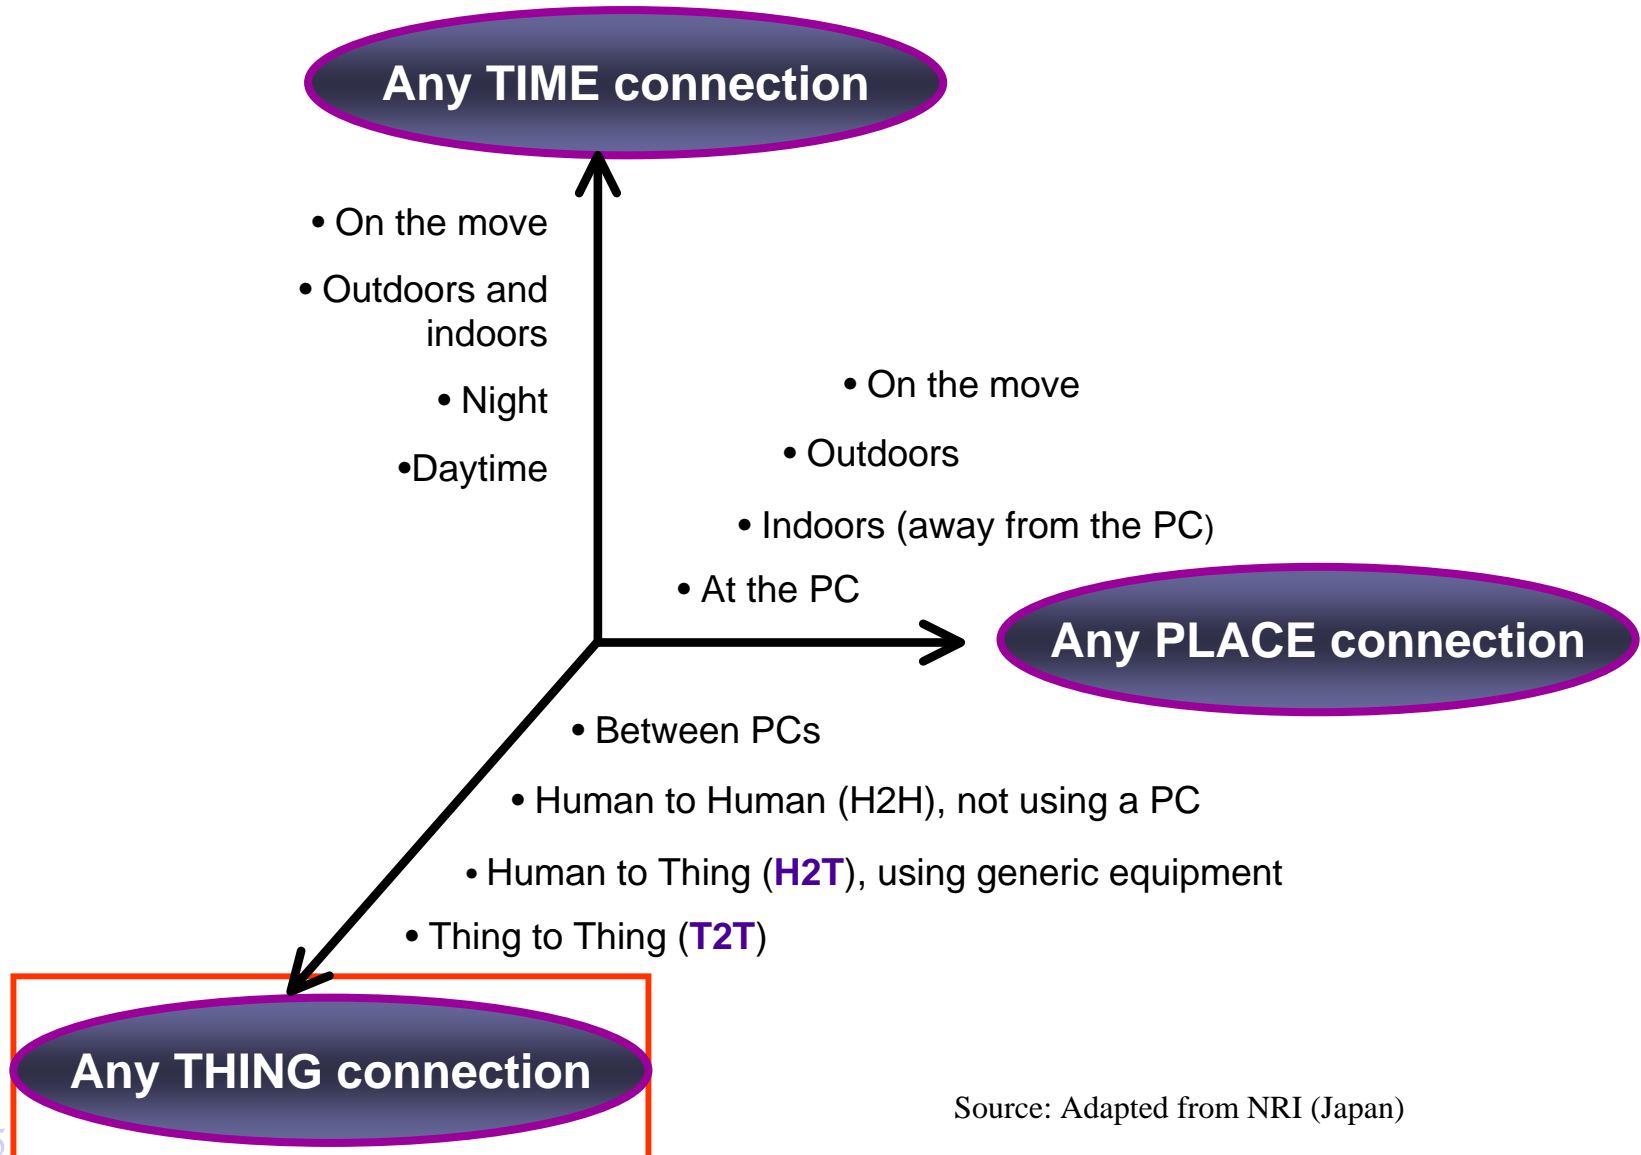 Any TIME connection
• On the move
• Outdoors and
indoors
• Night
•Daytime
• On the move
• Outdoors
• Indoors (away from the PC)
• At the PC
Any PLACE connection
• Between PCs
• Human to Human (H2H), not using a PC
• Human to Thing (H2T), using generic equipment
• Thing to Thing (T2T)
Any THING connection
Source: Adapted from NRI (Japan)